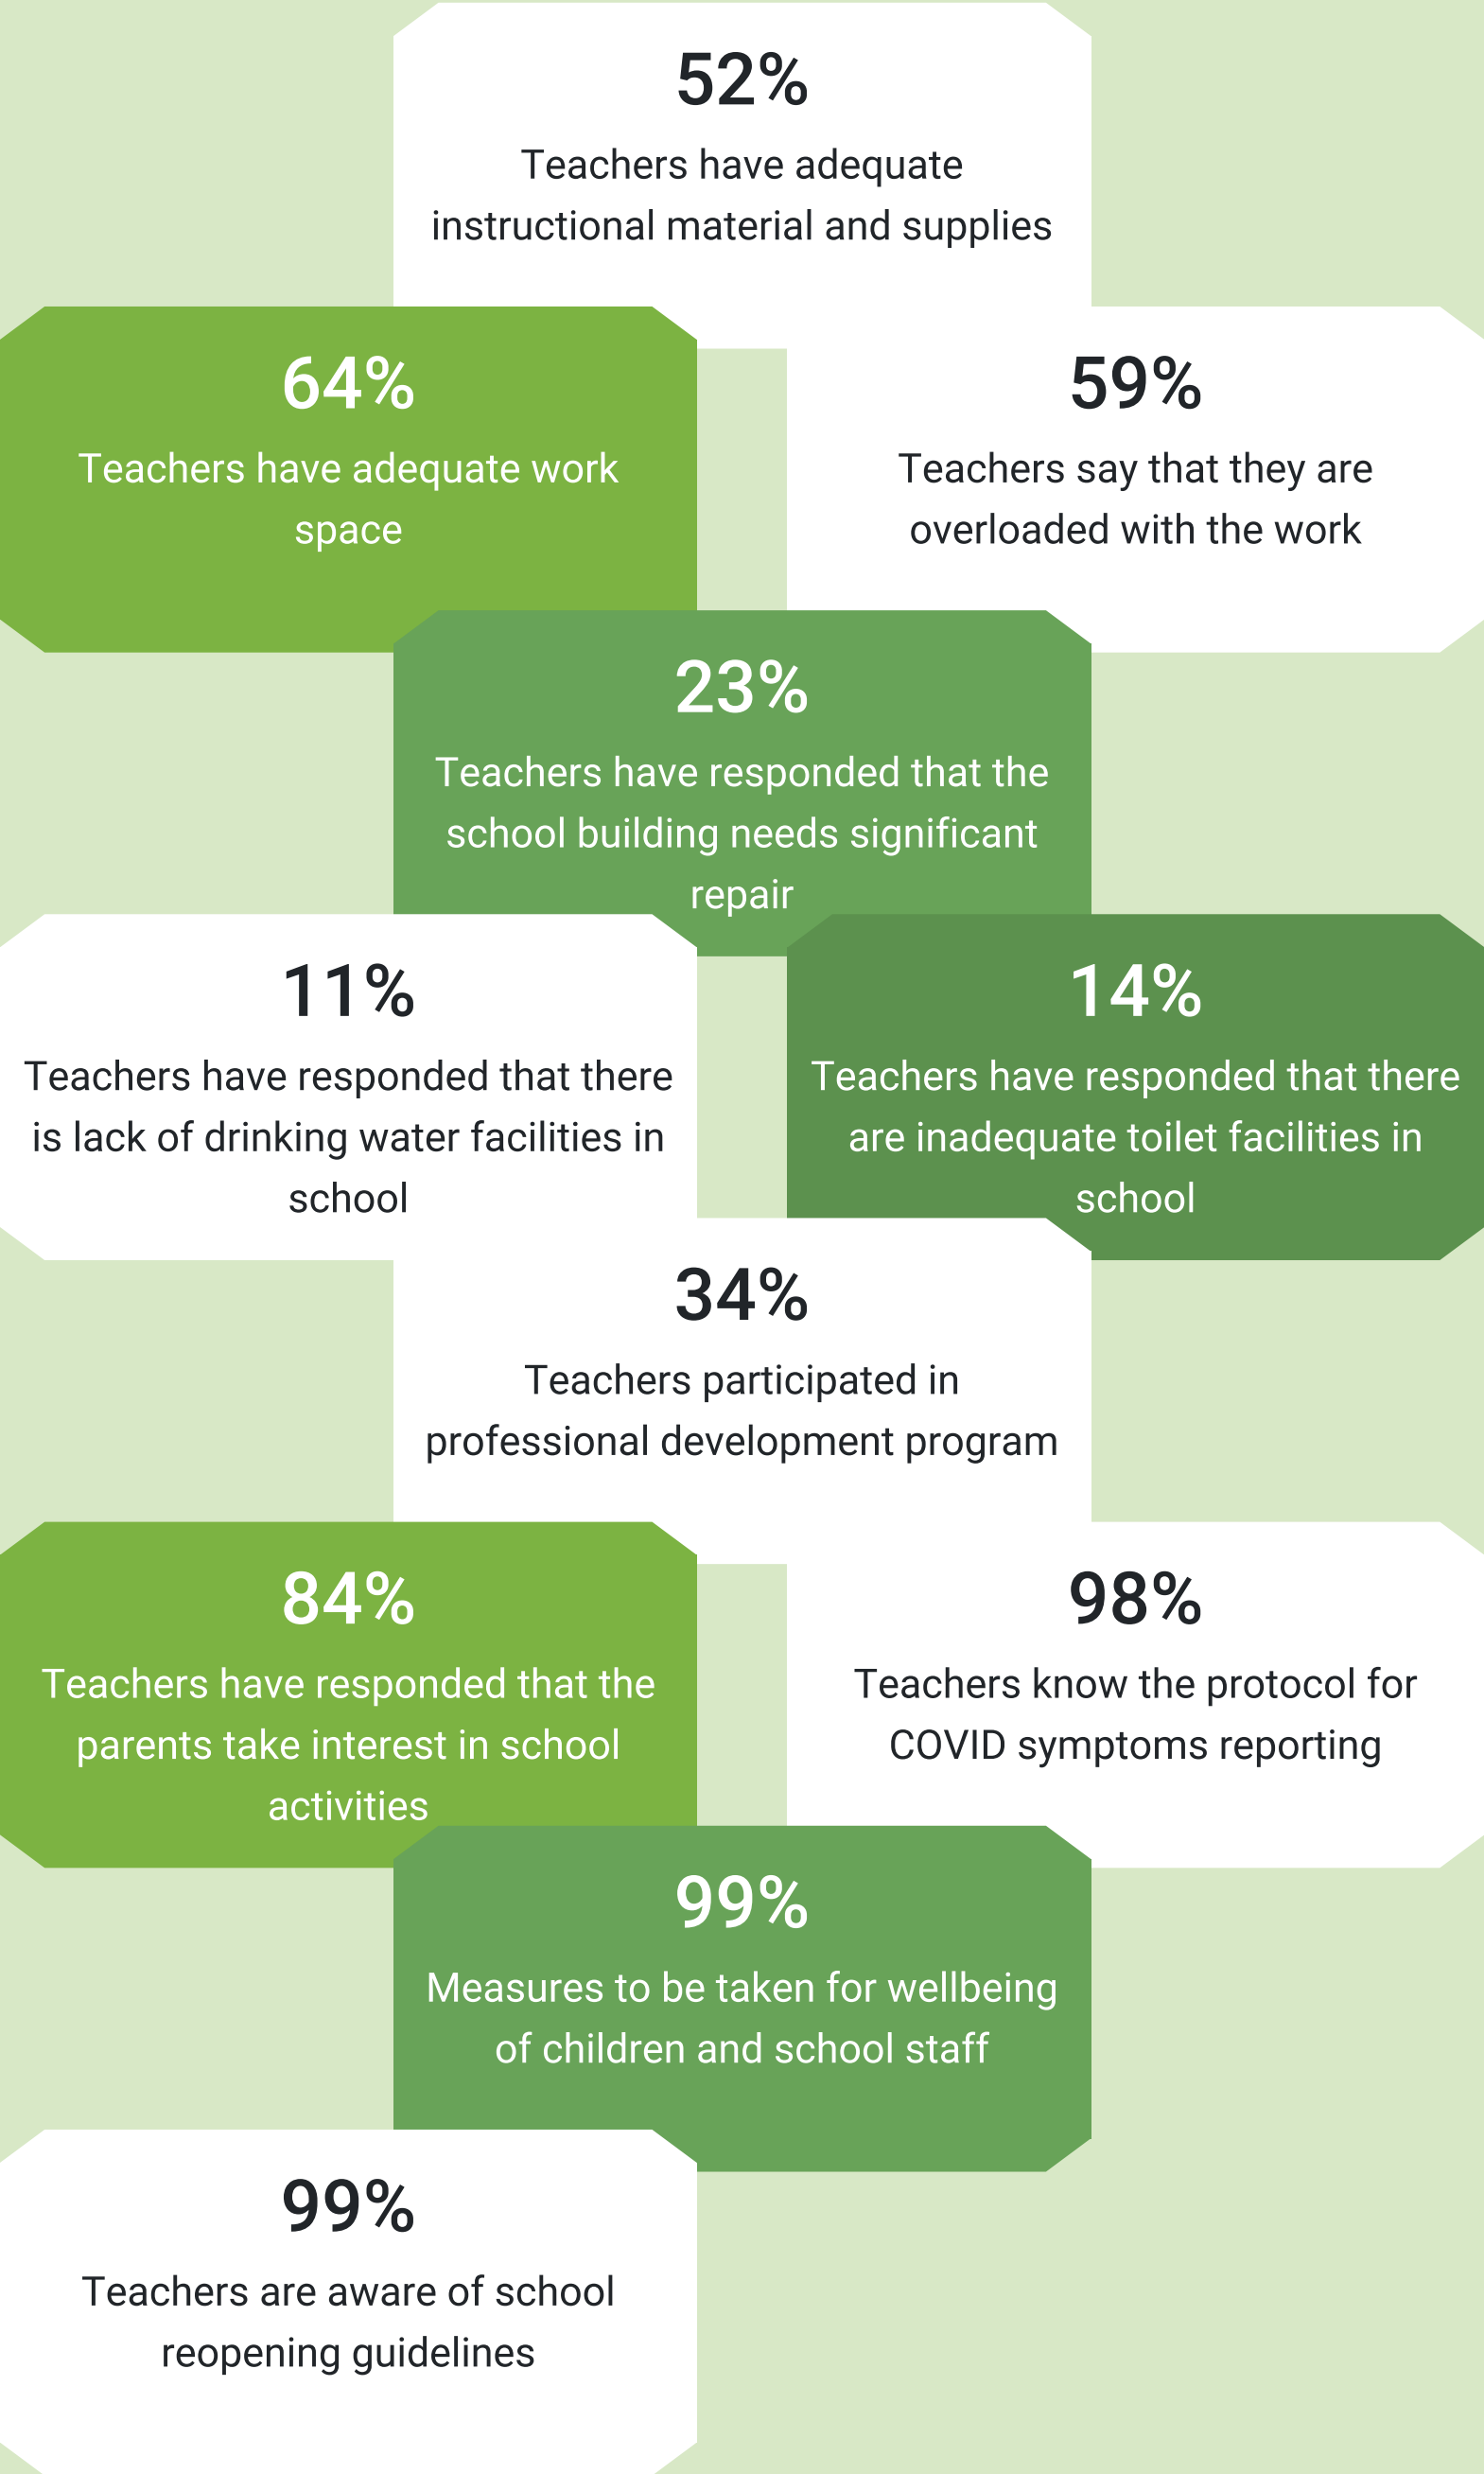 52%
Teachers have adequate
instructional material and supplies
64%
Teachers have adequate work
space
59%
Teachers say that they are
overloaded with the work
23%
Teachers have responded that the
school building needs significant
repair
11%
Teachers have responded that there
is lack of drinking water facilities in
school
14%
Teachers have responded that there
are inadequate toilet facilities in
school
34%
Teachers participated in
professional development program
84%
Teachers have responded that the
parents take interest in school
activities
98%
Teachers know the protocol for
COVID symptoms reporting
99%
Measures to be taken for wellbeing
of children and school staff
99%
Teachers are aware of school
reopening guidelines